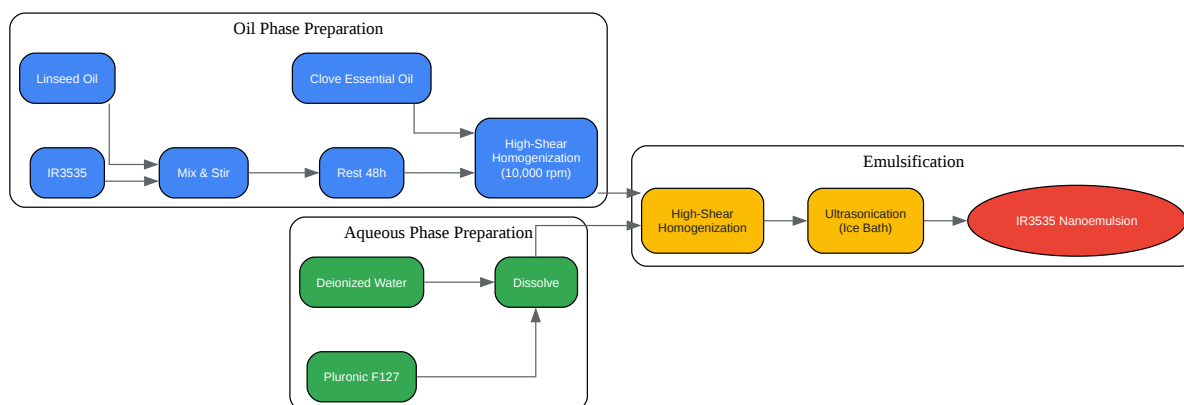 Oil Phase Preparation
Linseed Oil
Clove Essential Oil
IR3535
Mix & Stir
Rest 48h
High-Shear
Homogenization
(10,000 rpm)
Aqueous Phase Preparation
Deionized Water
Dissolve
Pluronic F127
Emulsification
High-Shear
Homogenization
Ultrasonication
(Ice Bath)
IR3535 Nanoemulsion